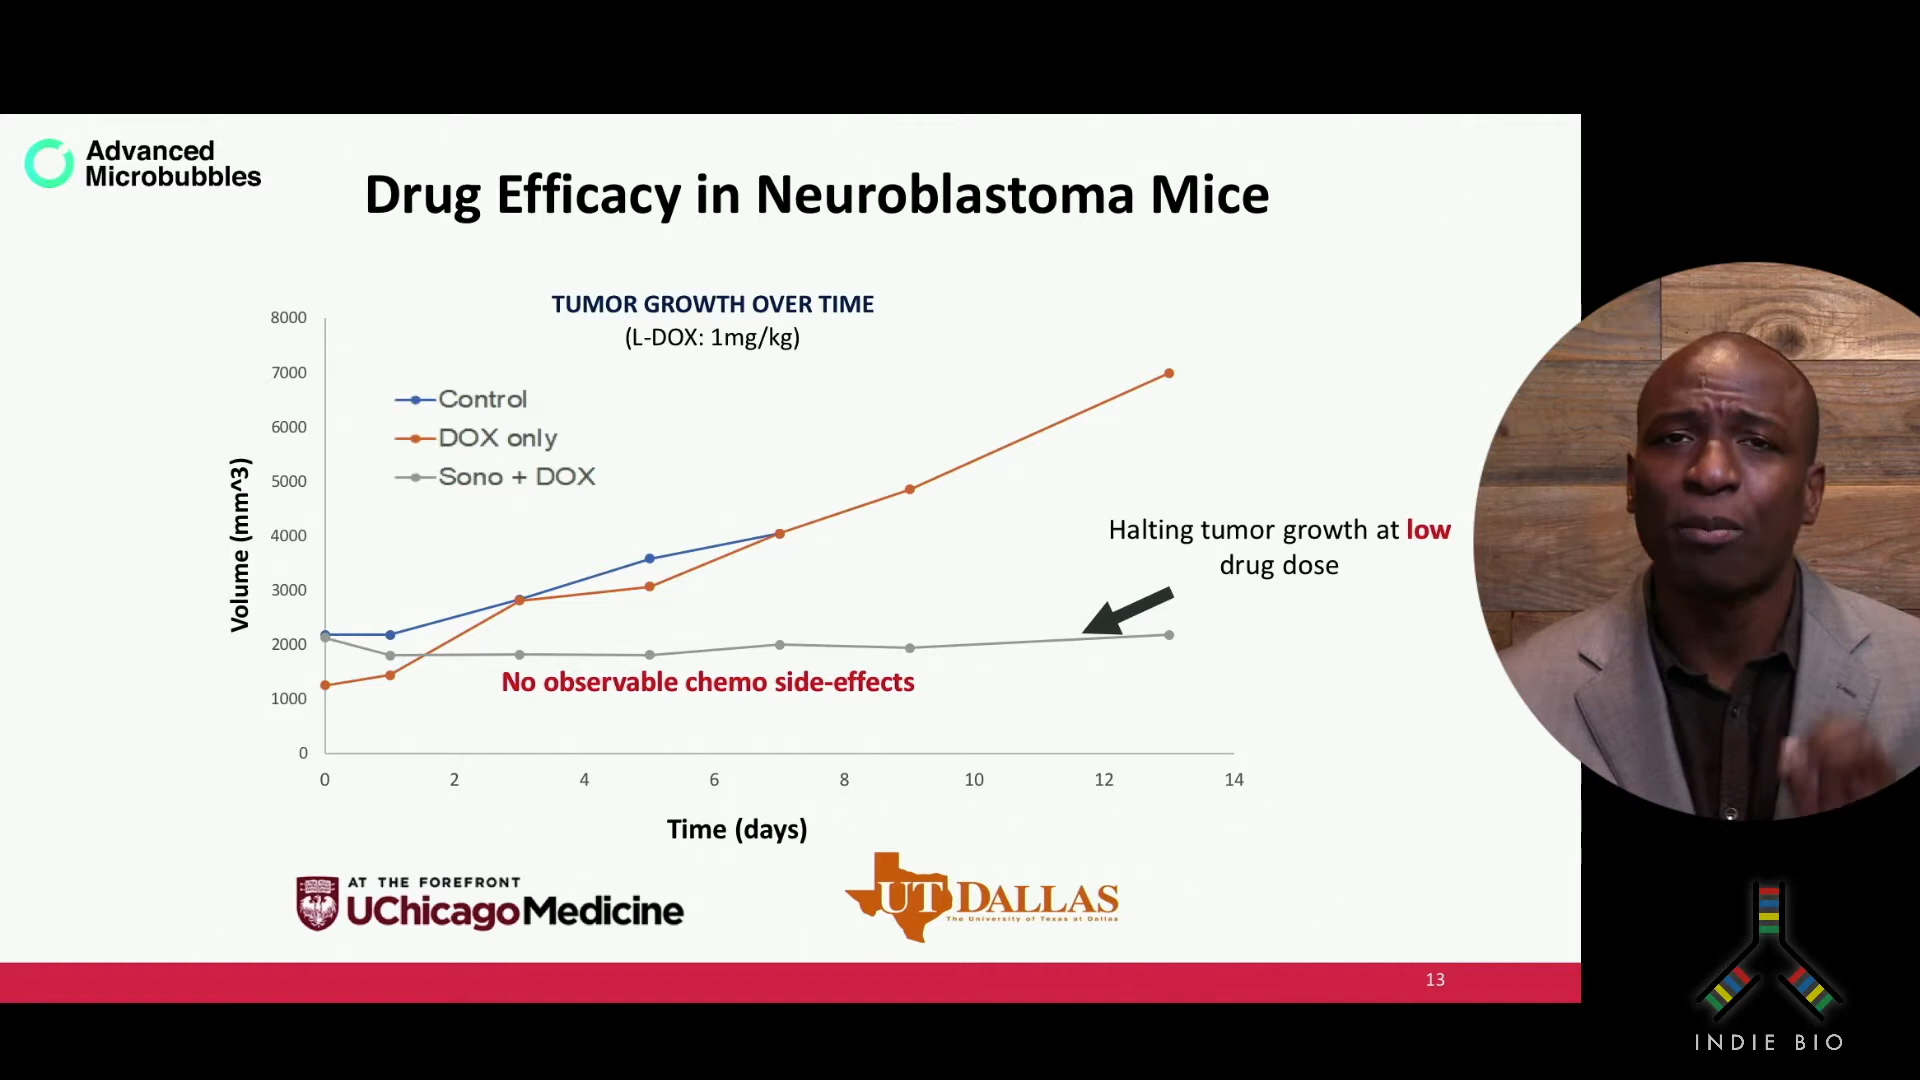 Advanced
Microbubbles
Drug Efficacy in Neuroblastoma Mice
TUMOR GROWTH OVER TIME
(L-DOX: 1mg/kg)
8000
7000
6000
5000
4000
3000
2000
1000
0
Volume (mm^3)
Control
DOX only
Sono + DOX
Halting tumor growth at low
drug dose
No observable chemo side-effects
0 2 4 6 8 10 12 14
Time (days)
AT THE FOREFRONT
UChicagoMedicine
UT DALLAS
The University of Texas at Dallas
13
INDIE BIO